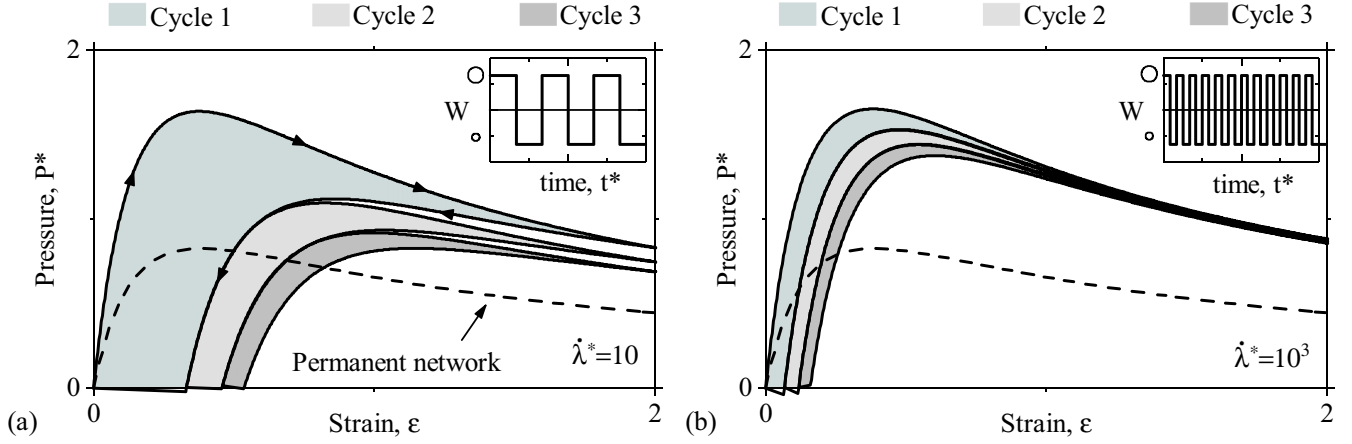 Cycle 1 Cycle 2 Cycle 3
2
W
time, t*
Pressure, P*
Permanent network
λ̇*=10
0
0 2
(a) Strain, ε
Cycle 1 Cycle 2 Cycle 3
2
W
time, t*
Pressure, P*
λ̇*=10³
0
0 2
(b) Strain, ε